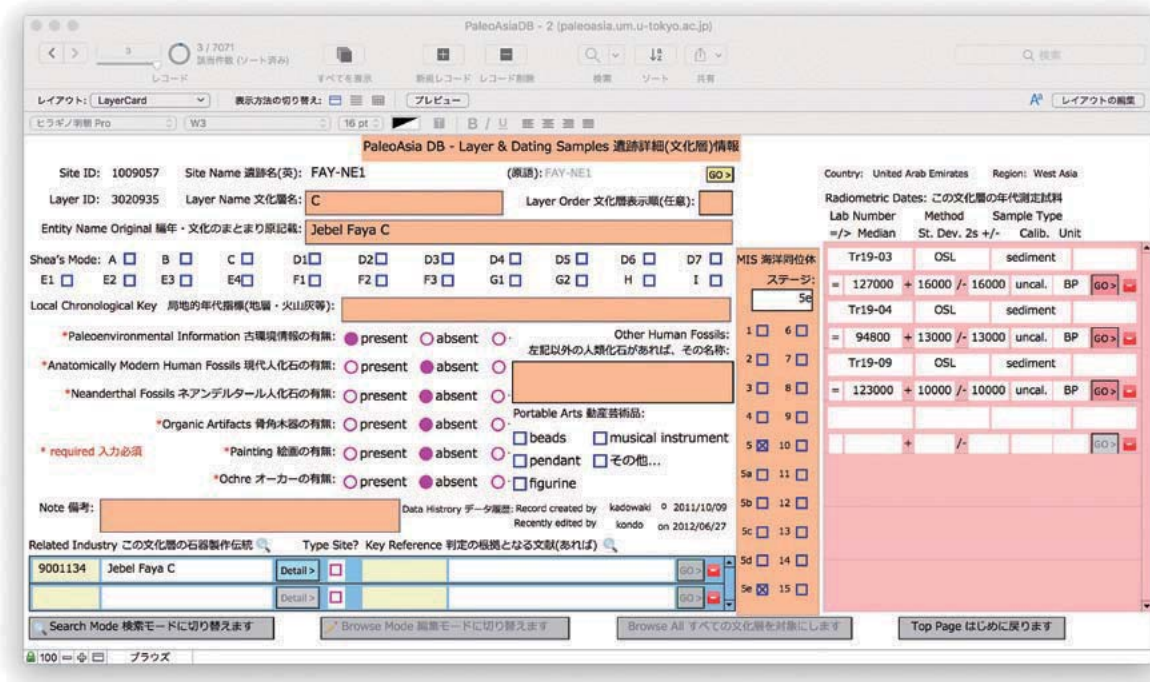 PaleoAsiaDB - 2 (paleoasia.um.u-tokyo.ac.jp)
3 3 / 7071
該当件数 (ソート済み) 検索
レコード すべてを表示 新規レコード レコード削除 検索 ソート 共有
レイアウト: LayerCard 表示方法の切り替え: プレビュー レイアウトの編集
ヒラギノ明朝 Pro W3 16 pt B I U
PaleoAsia DB - Layer & Dating Samples 遺跡詳細(文化層)情報
Site ID: 1009057 Site Name 遺跡名(英): FAY-NE1 (原語): FAY-NE1 GO >
Country: United Arab Emirates Region: West Asia
Layer ID: 3020935 Layer Name 文化層名: C Layer Order 文化層表示順(任意):
Radiometric Dates: この文化層の年代測定試料
Lab Number Method Sample Type
=/> Median St. Dev. 2s +/- Calib. Unit
Entity Name Original 編年・文化のまとまり原記載: Jebel Faya C
Shea's Mode: A B C D1 D2 D3 D4 D5 D6 D7
E1 E2 E3 E4 F1 F2 F3 G1 G2 H I
Local Chronological Key 局地的年代指標(地層・火山灰等):
*Paleoenvironmental Information 古環境情報の有無: present absent
*Anatomically Modern Human Fossils 現代人化石の有無: present absent
*Neanderthal Fossils ネアンデルタール人化石の有無: present absent
*Organic Artifacts 骨角木器の有無: present absent
* required 入力必須 *Painting 絵画の有無: present absent
*Ochre オーカーの有無: present absent
Other Human Fossils:
左記以外の人類化石があれば、その名称:
Portable Arts 動産芸術品:
beads musical instrument
pendant その他...
figurine
MIS 海洋同位体
ステージ:
5e
1 6
2 7
3 8
4 9
5 10
5a 11
5b 12
5c 13
5d 14
5e 15
Tr19-03 OSL sediment
= 127000 + 16000 /- 16000 uncal. BP GO >
Tr19-04 OSL sediment
= 94800 + 13000 /- 13000 uncal. BP GO >
Tr19-09 OSL sediment
= 123000 + 10000 /- 10000 uncal. BP GO >
+ /- GO >
Note 備考:
Data Histrory データ履歴: Record created by kadowaki o 2011/10/09
Recently edited by kondo on 2012/06/27
Related Industry この文化層の石器製作伝統 Type Site? Key Reference 判定の根拠となる文献(あれば)
9001134 Jebel Faya C Detail > GO >
Detail > GO >
Search Mode 検索モードに切り替えます Browse Mode 編集モードに切り替えます Browse All すべての文化層を対象にします Top Page はじめに戻ります
100 ブラウズ